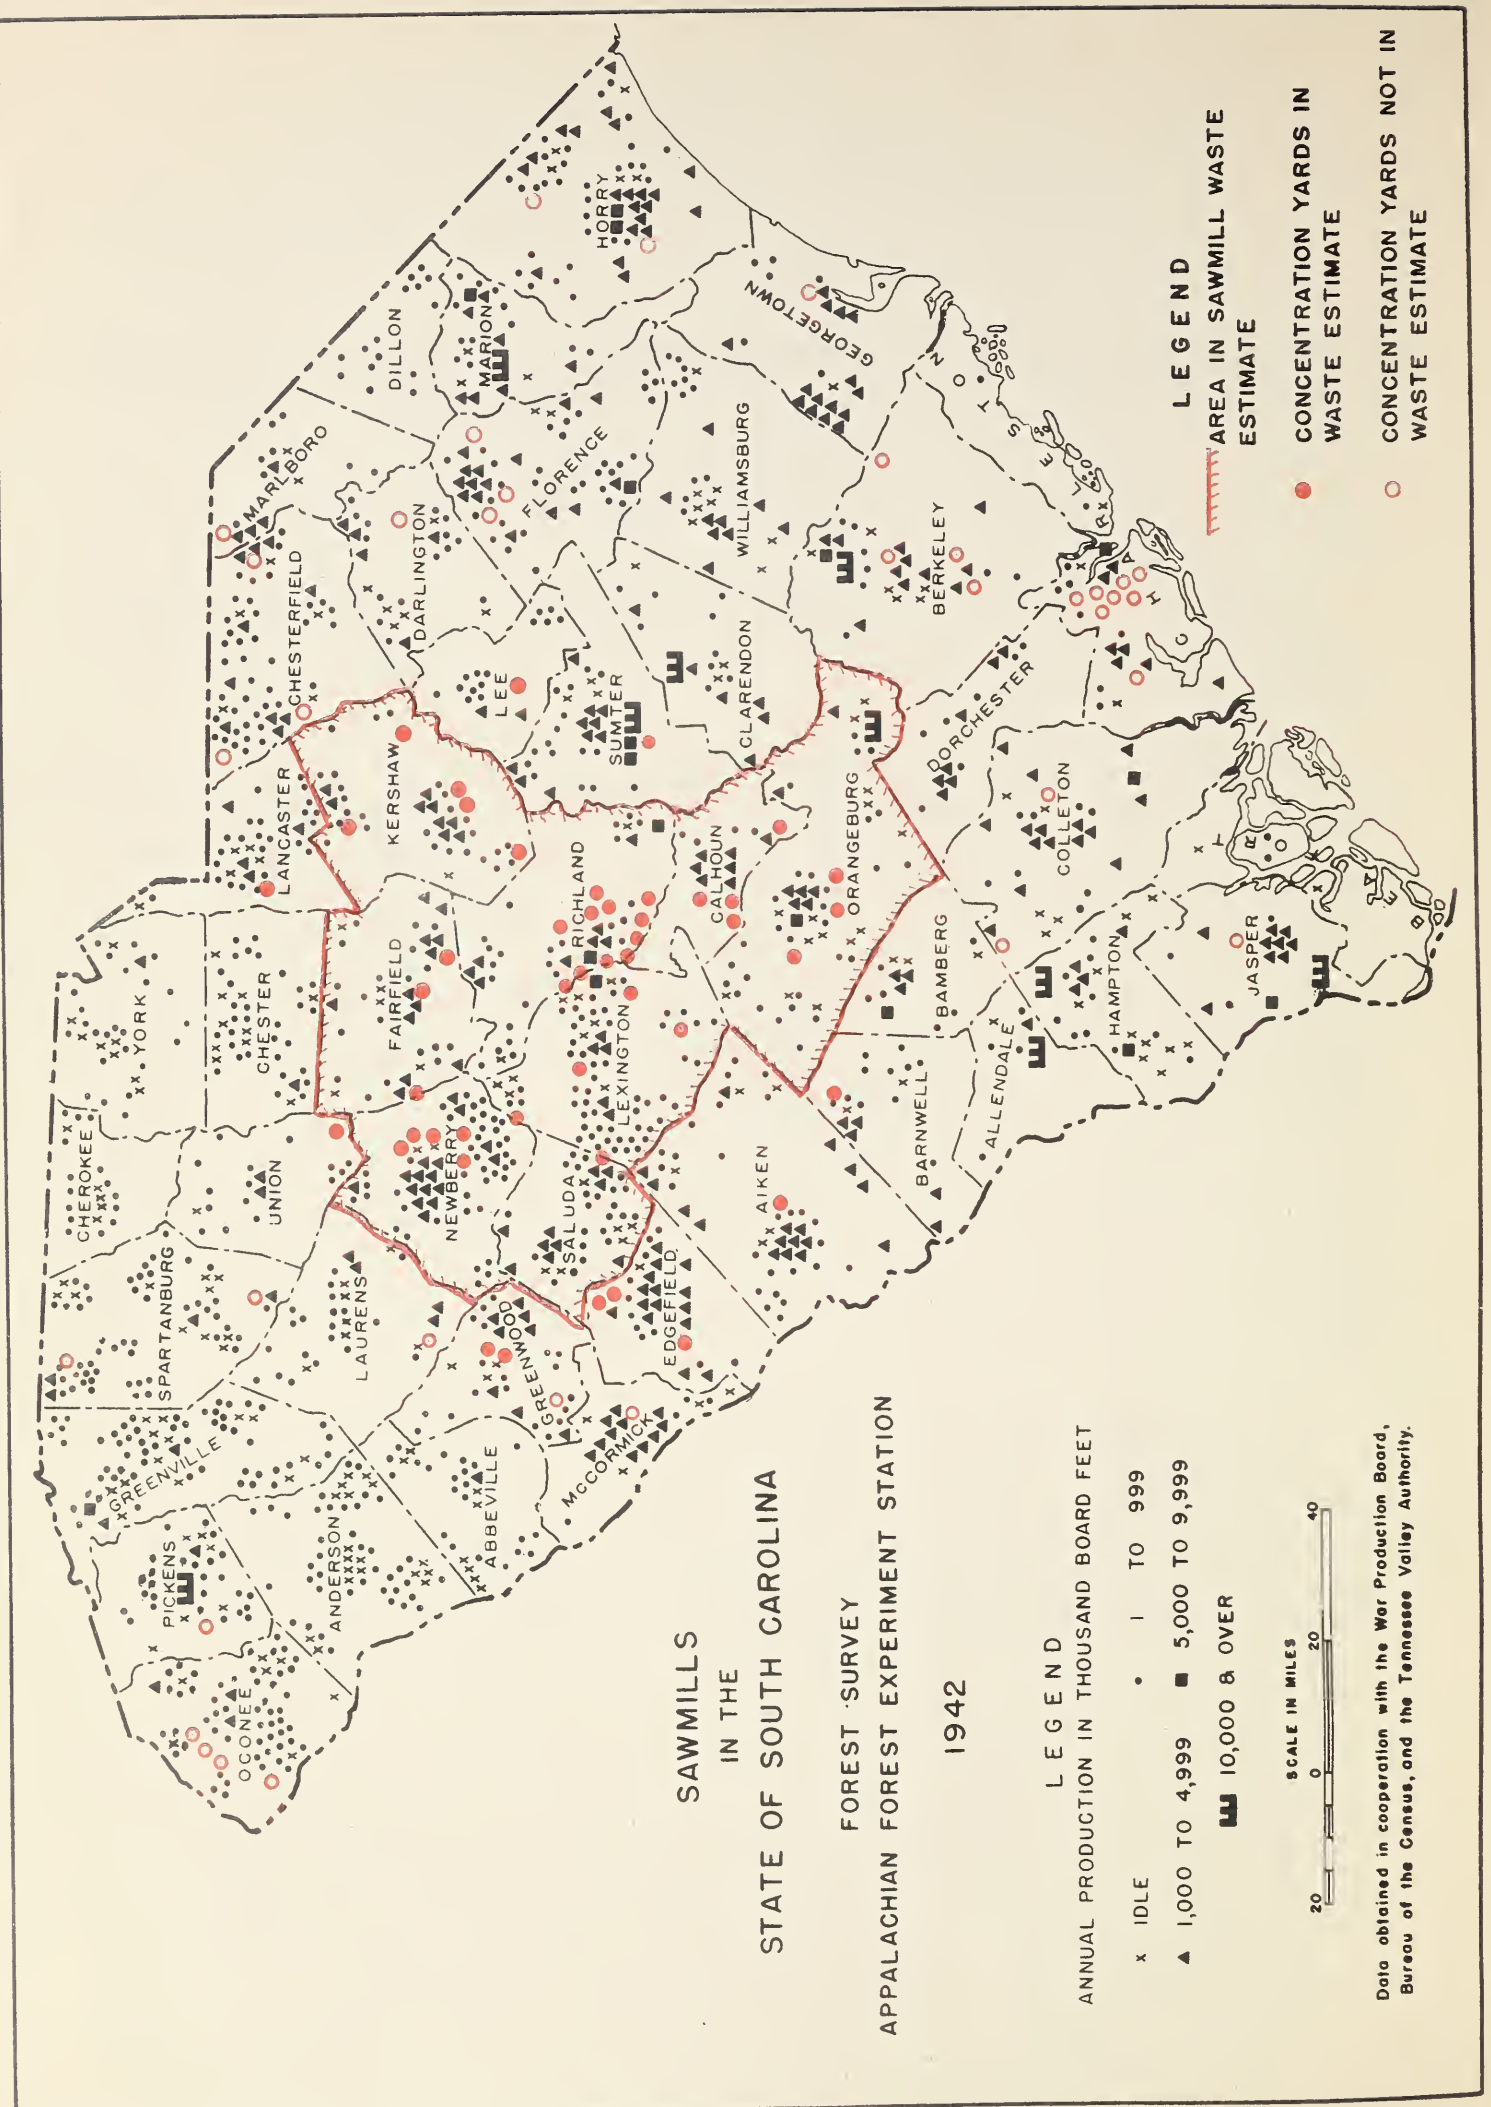 SAWMILLS
IN THE
STATE OF SOUTH CAROLINA
FOREST SURVEY
APPALACHIAN FOREST EXPERIMENT STATION
1942
LEGEND
ANNUAL PRODUCTION IN THOUSAND BOARD FEET
x IDLE • 1 TO 999
▲ 1,000 TO 4,999 ■ 5,000 TO 9,999
10,000 & OVER
SCALE IN MILES
20 0 20 40
Data obtained in cooperation with the War Production Board,
Bureau of the Census, and the Tennessee Valley Authority.
LEGEND
AREA IN SAWMILL WASTE
ESTIMATE
CONCENTRATION YARDS IN
WASTE ESTIMATE
CONCENTRATION YARDS NOT IN
WASTE ESTIMATE
OCONEE
PICKENS
GREENVILLE
ANDERSON
SPARTANBURG
CHEROKEE
YORK
UNION
CHESTER
LANCASTER
LAURENS
ABBEVILLE
GREENWOOD
MCCORMICK
NEWBERRY
FAIRFIELD
KERSHAW
CHESTERFIELD
MARLBORO
DARLINGTON
DILLON
MARION
HORRY
FLORENCE
LEE
SUMTER
RICHLAND
LEXINGTON
SALUDA
EDGEFIELD
AIKEN
CALHOUN
ORANGEBURG
CLARENDON
WILLIAMSBURG
GEORGETOWN
BERKELEY
DORCHESTER
CHARLESTON
COLLETON
BAMBERG
BARNWELL
ALLENDALE
HAMPTON
JASPER
BEAUFORT